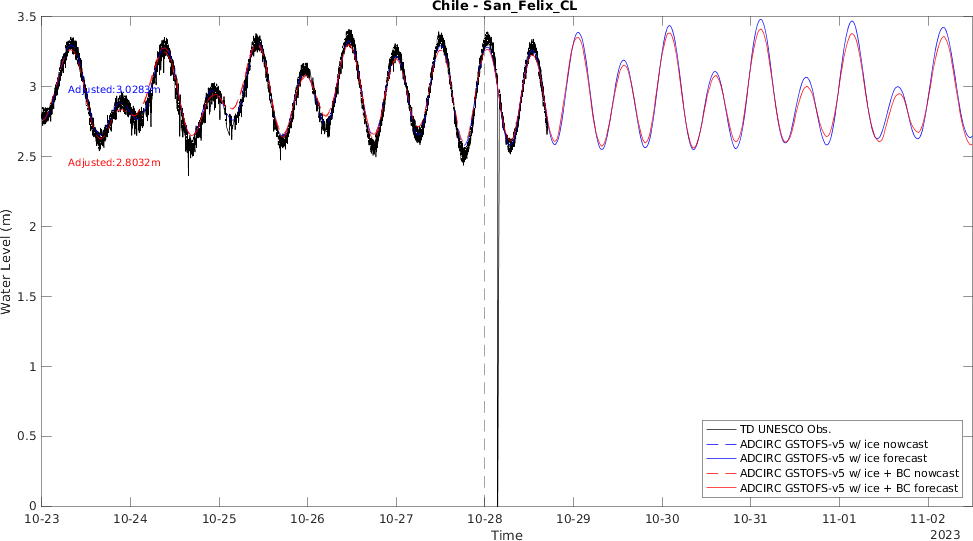 Chile - San_Felix_CL
3.5
3
2.5
2
1.5
1
0.5
0
Water Level (m)
Adjusted:3.0283m
Adjusted:2.8032m
TD UNESCO Obs.
ADCIRC GSTOFS-v5 w/ ice nowcast
ADCIRC GSTOFS-v5 w/ ice forecast
ADCIRC GSTOFS-v5 w/ ice + BC nowcast
ADCIRC GSTOFS-v5 w/ ice + BC forecast
10-23 10-24 10-25 10-26 10-27 10-28 10-29 10-30 10-31 11-01 11-02
2023
Time